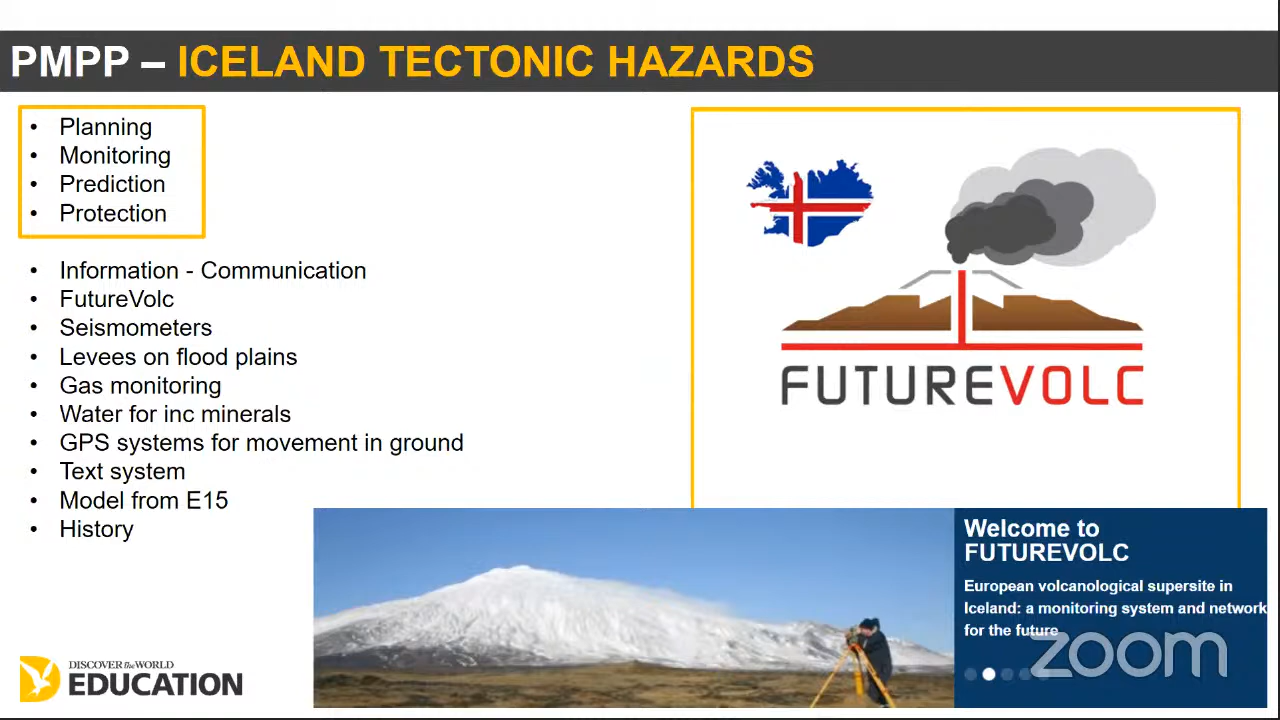 PMPP – ICELAND TECTONIC HAZARDS
• Planning
• Monitoring
• Prediction
• Protection
• Information - Communication
• FutureVolc
• Seismometers
• Levees on flood plains
• Gas monitoring
• Water for inc minerals
• GPS systems for movement in ground
• Text system
• Model from E15
• History
FUTUREVOLC
Welcome to
FUTUREVOLC
European volcanological supersite in
Iceland: a monitoring system and network
for the future
zoom
DISCOVER the WORLD
EDUCATION